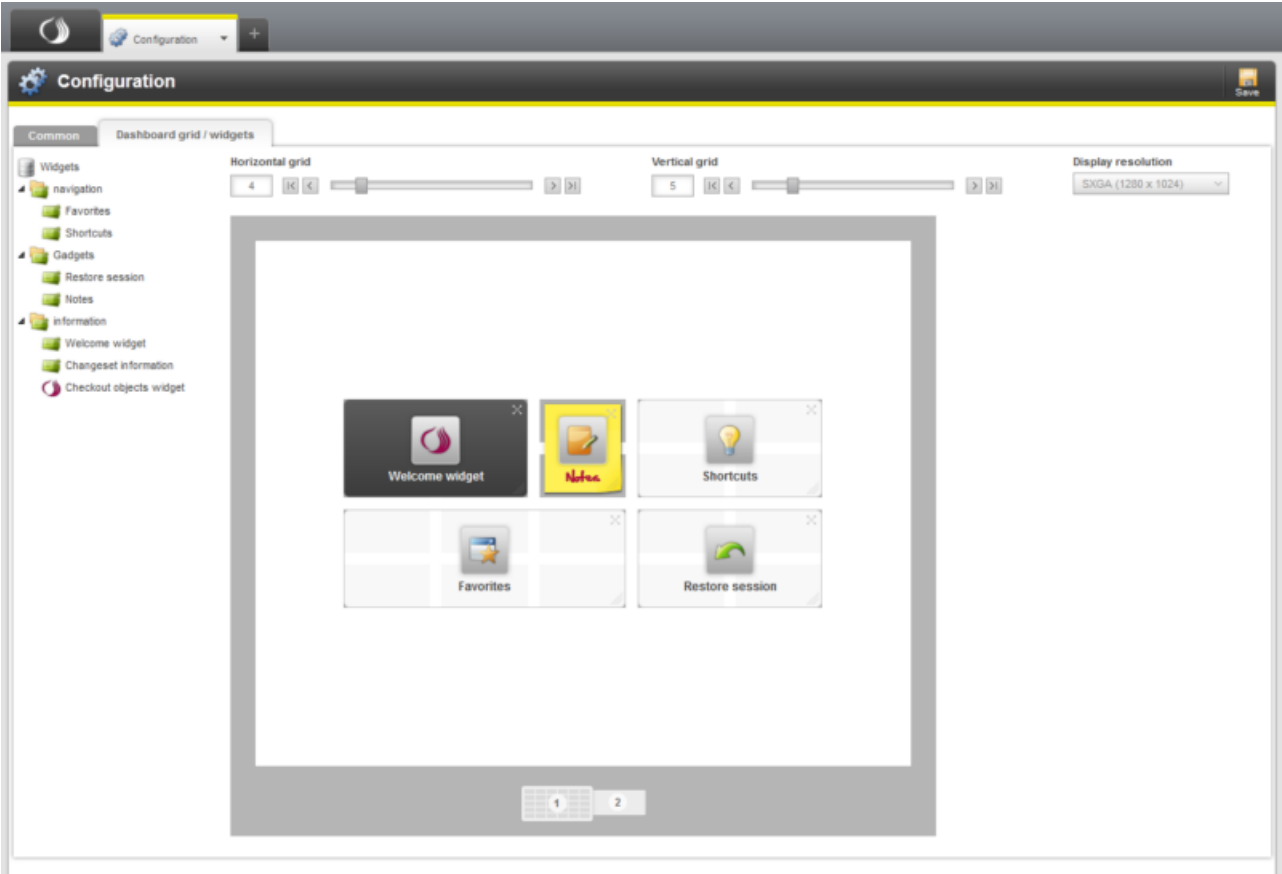 Configuration
+
Configuration
Save
Common
Dashboard grid / widgets
Widgets
navigation
Favorites
Shortcuts
Gadgets
Restore session
Notes
information
Welcome widget
Changeset information
Checkout objects widget
Horizontal grid
4
Vertical grid
5
Display resolution
SXGA (1280 x 1024)
Welcome widget
Notes
Shortcuts
Favorites
Restore session
1
2